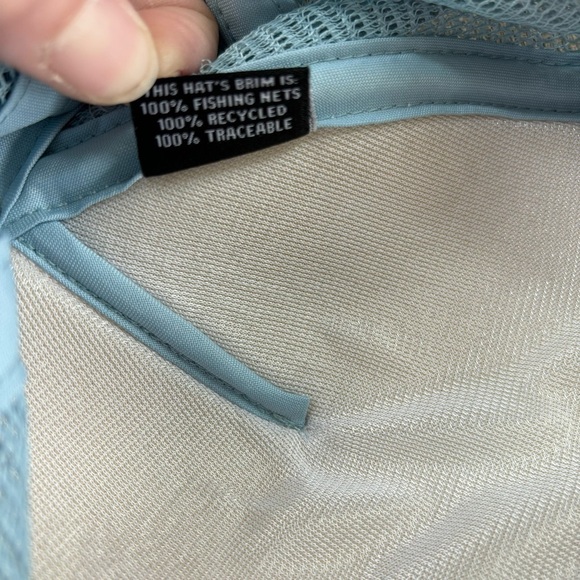 THIS HAT'S BRIM IS:
100% FISHING NETS
100% RECYCLED
100% TRACEABLE